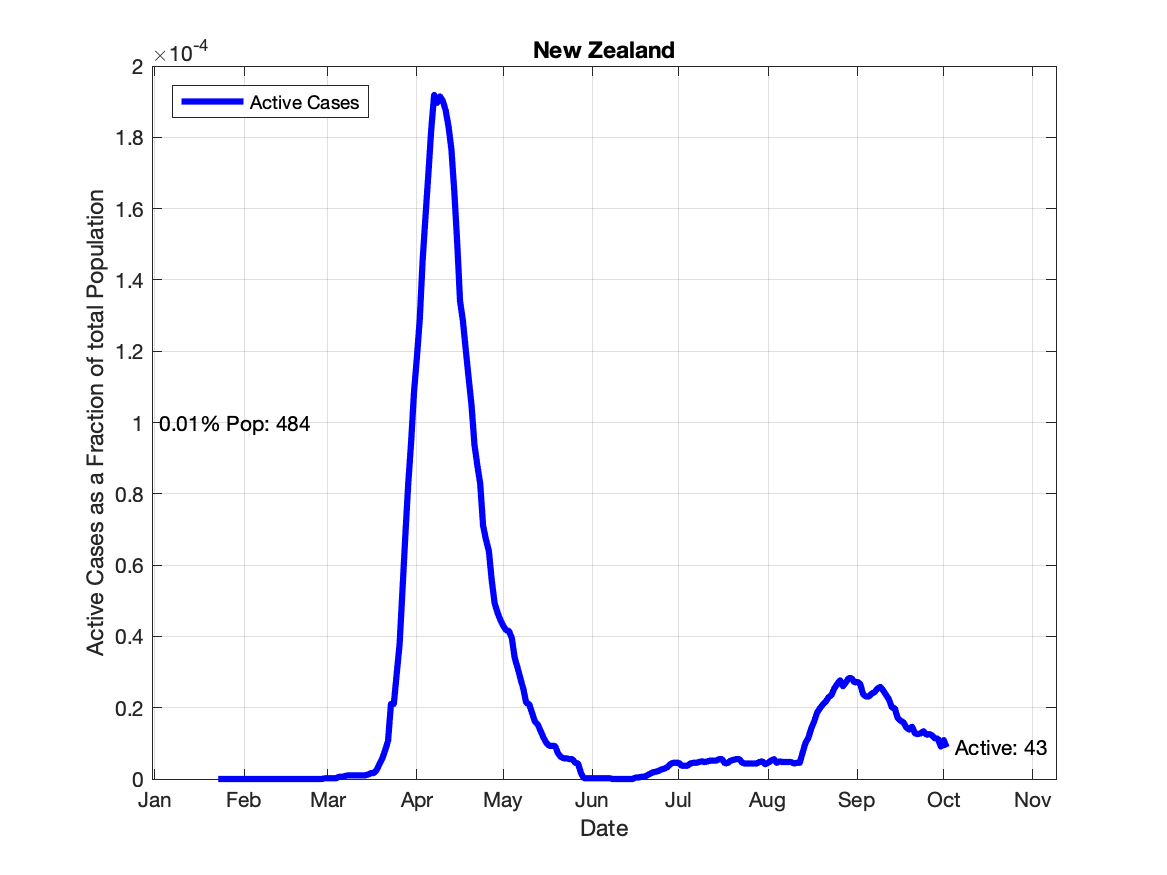 New Zealand
×10-4
Active Cases
2
1.8
1.6
1.4
1.2
1
0.8
0.6
0.4
0.2
0
0.01% Pop: 484
Active: 43
Active Cases as a Fraction of total Population
Jan Feb Mar Apr May Jun Jul Aug Sep Oct Nov
Date